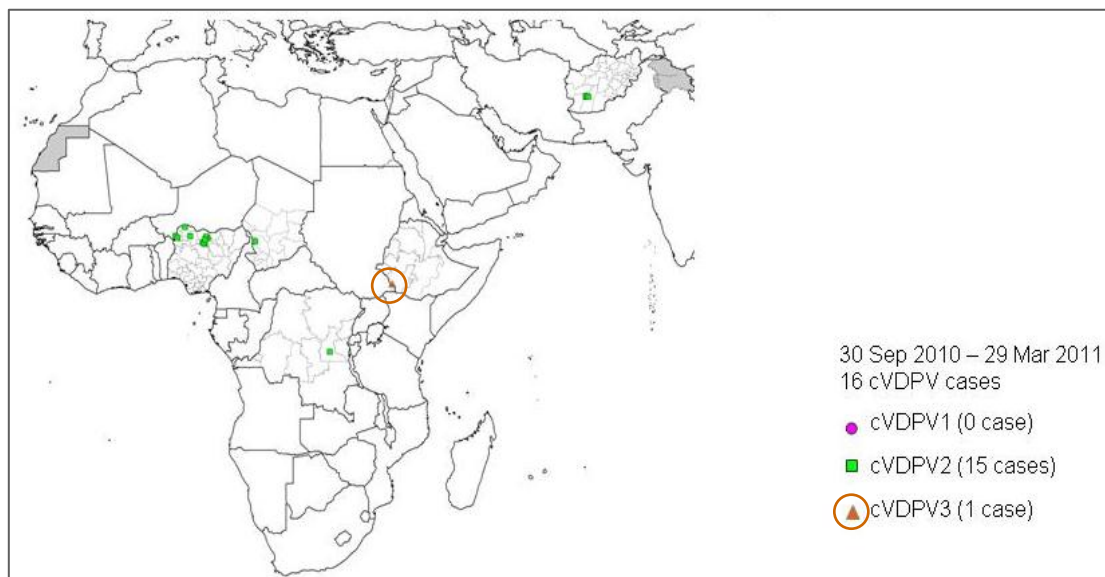 30 Sep 2010 – 29 Mar 2011
16 cVDPV cases
cVDPV1 (0 case)
cVDPV2 (15 cases)
cVDPV3 (1 case)